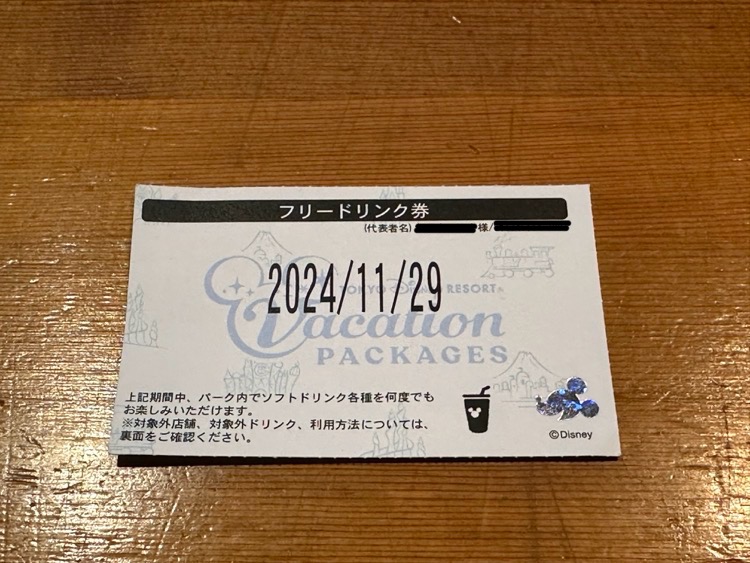 フリードリンク券
(代表者名) 様/
2024/11/29
TOKYO Disney RESORT
Vacation
PACKAGES
上記期間中、パーク内でソフトドリンク各種を何度でも
お楽しみいただけます。
※対象外店舗、対象外ドリンク、利用方法については、
裏面をご確認ください。
©Disney